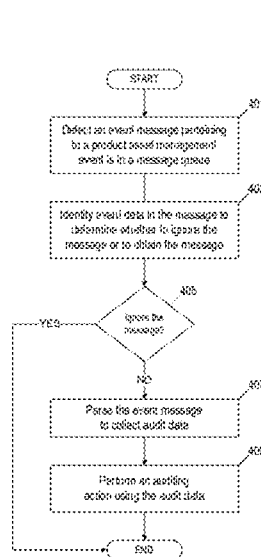 START
Detect an event message pertaining
to a product asset management
event is in a message queue
Identify event data in the message to
determine whether to ignore the
message or to obtain the message
405
Ignore the
message?
YES
NO
Parse the event message
to collect audit data
Perform an auditing
action using the audit data
END